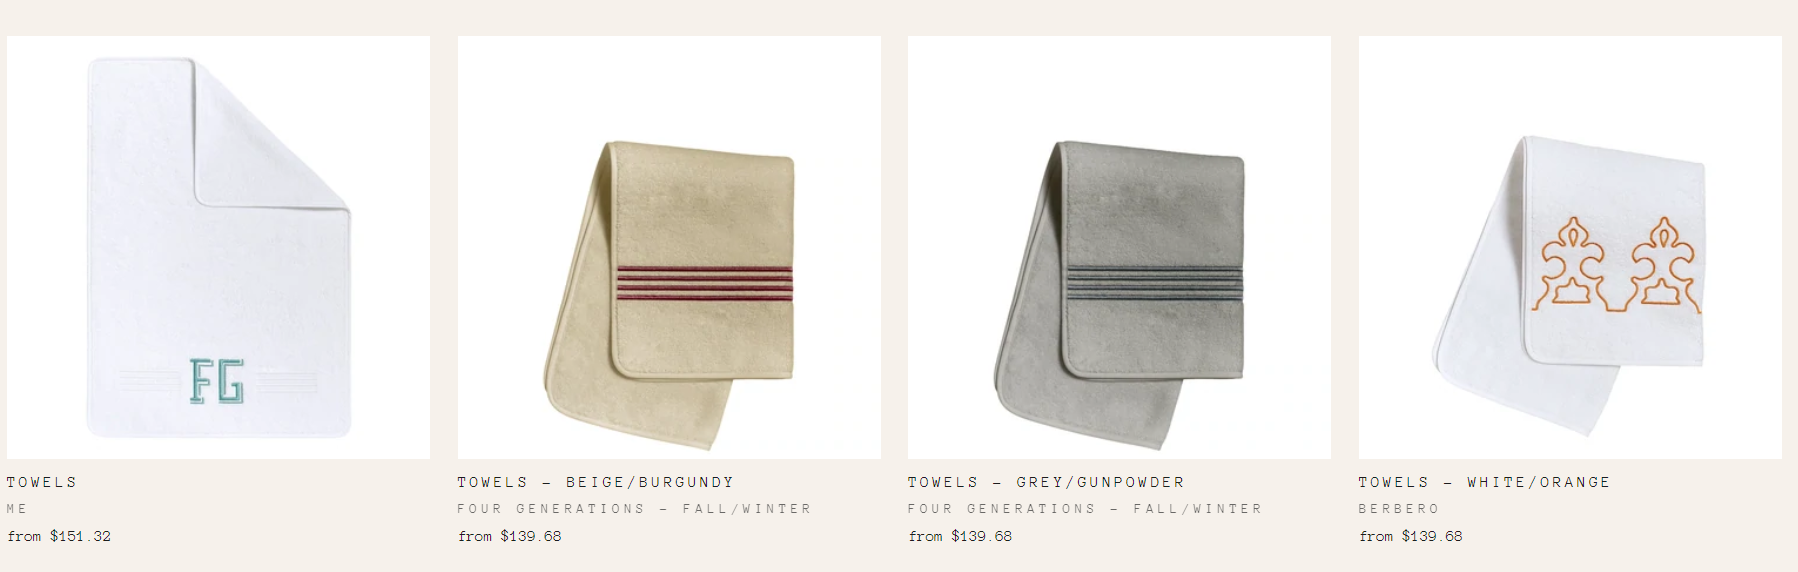 FG
TOWELS
ME
from $151.32
TOWELS – BEIGE/BURGUNDY
FOUR GENERATIONS – FALL/WINTER
from $139.68
TOWELS – GREY/GUNPOWDER
FOUR GENERATIONS – FALL/WINTER
from $139.68
TOWELS – WHITE/ORANGE
BERBERO
from $139.68